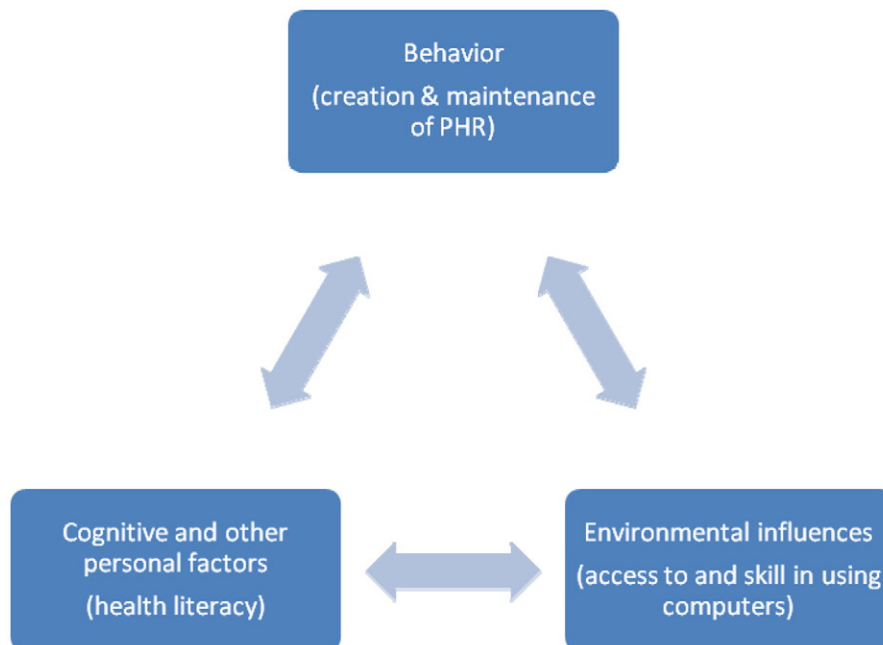 Behavior
(creation & maintenance
of PHR)
Cognitive and other
personal factors
(health literacy)
Environmental influences
(access to and skill in using
computers)